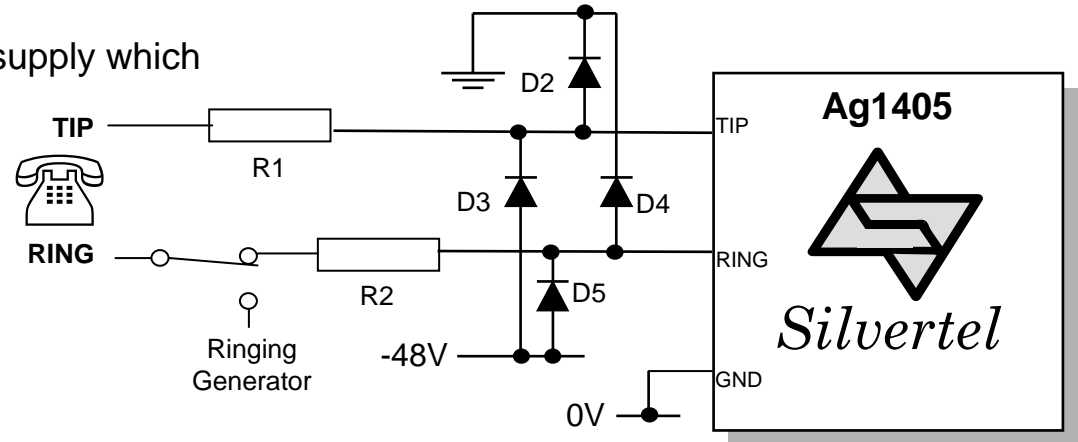 supply which
TIP
R1
D2
TIP
Ag1405
D3
D4
RING
R2
D5
RING
Silvertel
Ringing
Generator
-48V
GND
0V